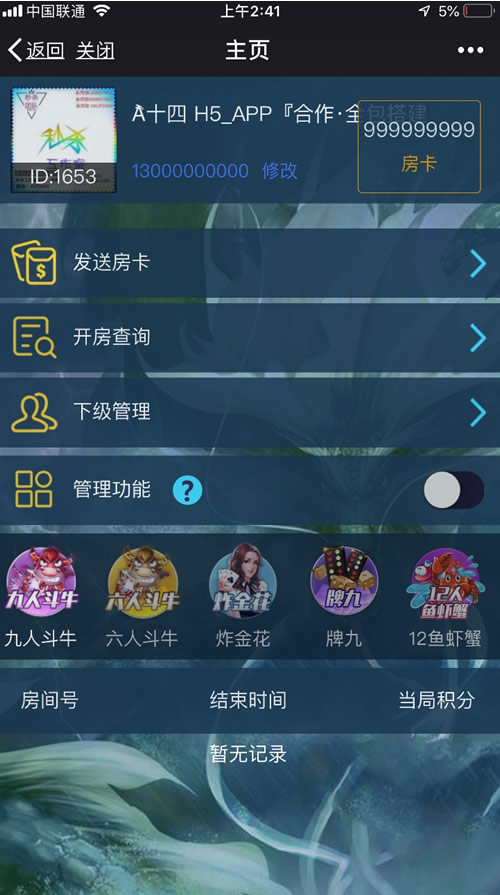 中国联通
上午2:41
5%
返回 关闭
主页
秒杀
ID:1653
A十四 H5_APP『合作·全包搭建
13000000000 修改
999999999
房卡
发送房卡
开房查询
下级管理
管理功能 ?
九人斗牛 六人斗牛 炸金花 牌九 12人鱼虾蟹
九人斗牛 六人斗牛 炸金花 牌九 12鱼虾蟹
房间号 结束时间 当局积分
暂无记录